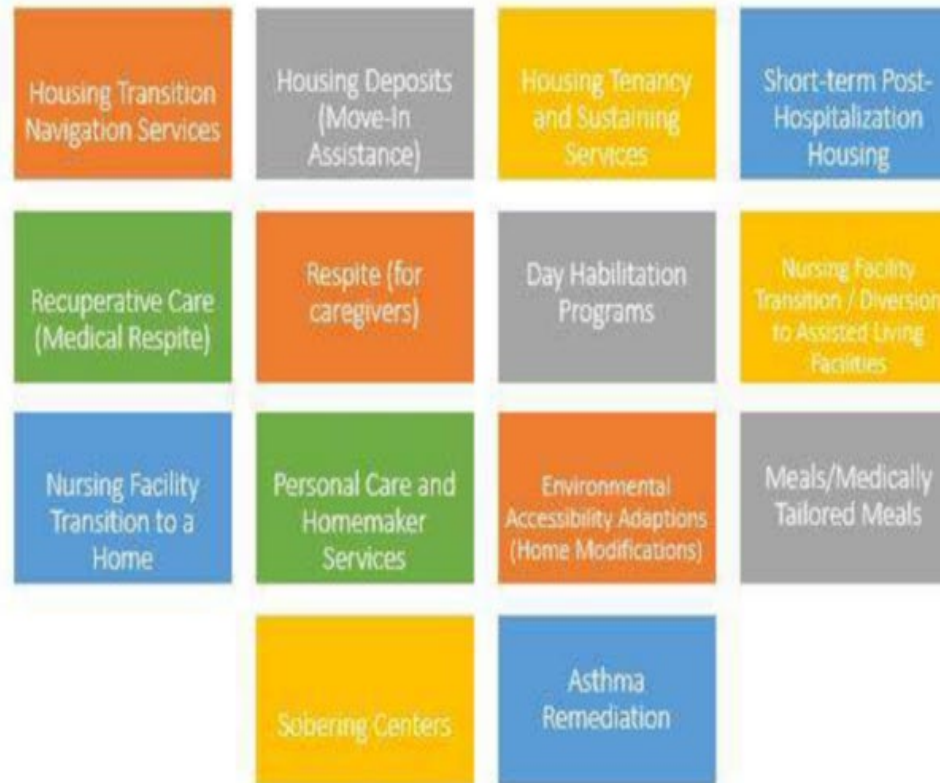 Housing Transition
Navigation Services
Housing Deposits
(Move-In
Assistance)
Housing Tenancy
and Sustaining
Services
Short-term Post-
Hospitalization
Housing
Recuperative Care
(Medical Respite)
Respite (for
caregivers)
Day Habilitation
Programs
Nursing Facility
Transition / Diversion
to Assisted Living
Facilities
Nursing Facility
Transition to a
Home
Personal Care and
Homemaker
Services
Environmental
Accessibility Adaptions
(Home Modifications)
Meals/Medically
Tailored Meals
Sobering Centers
Asthma
Remediation